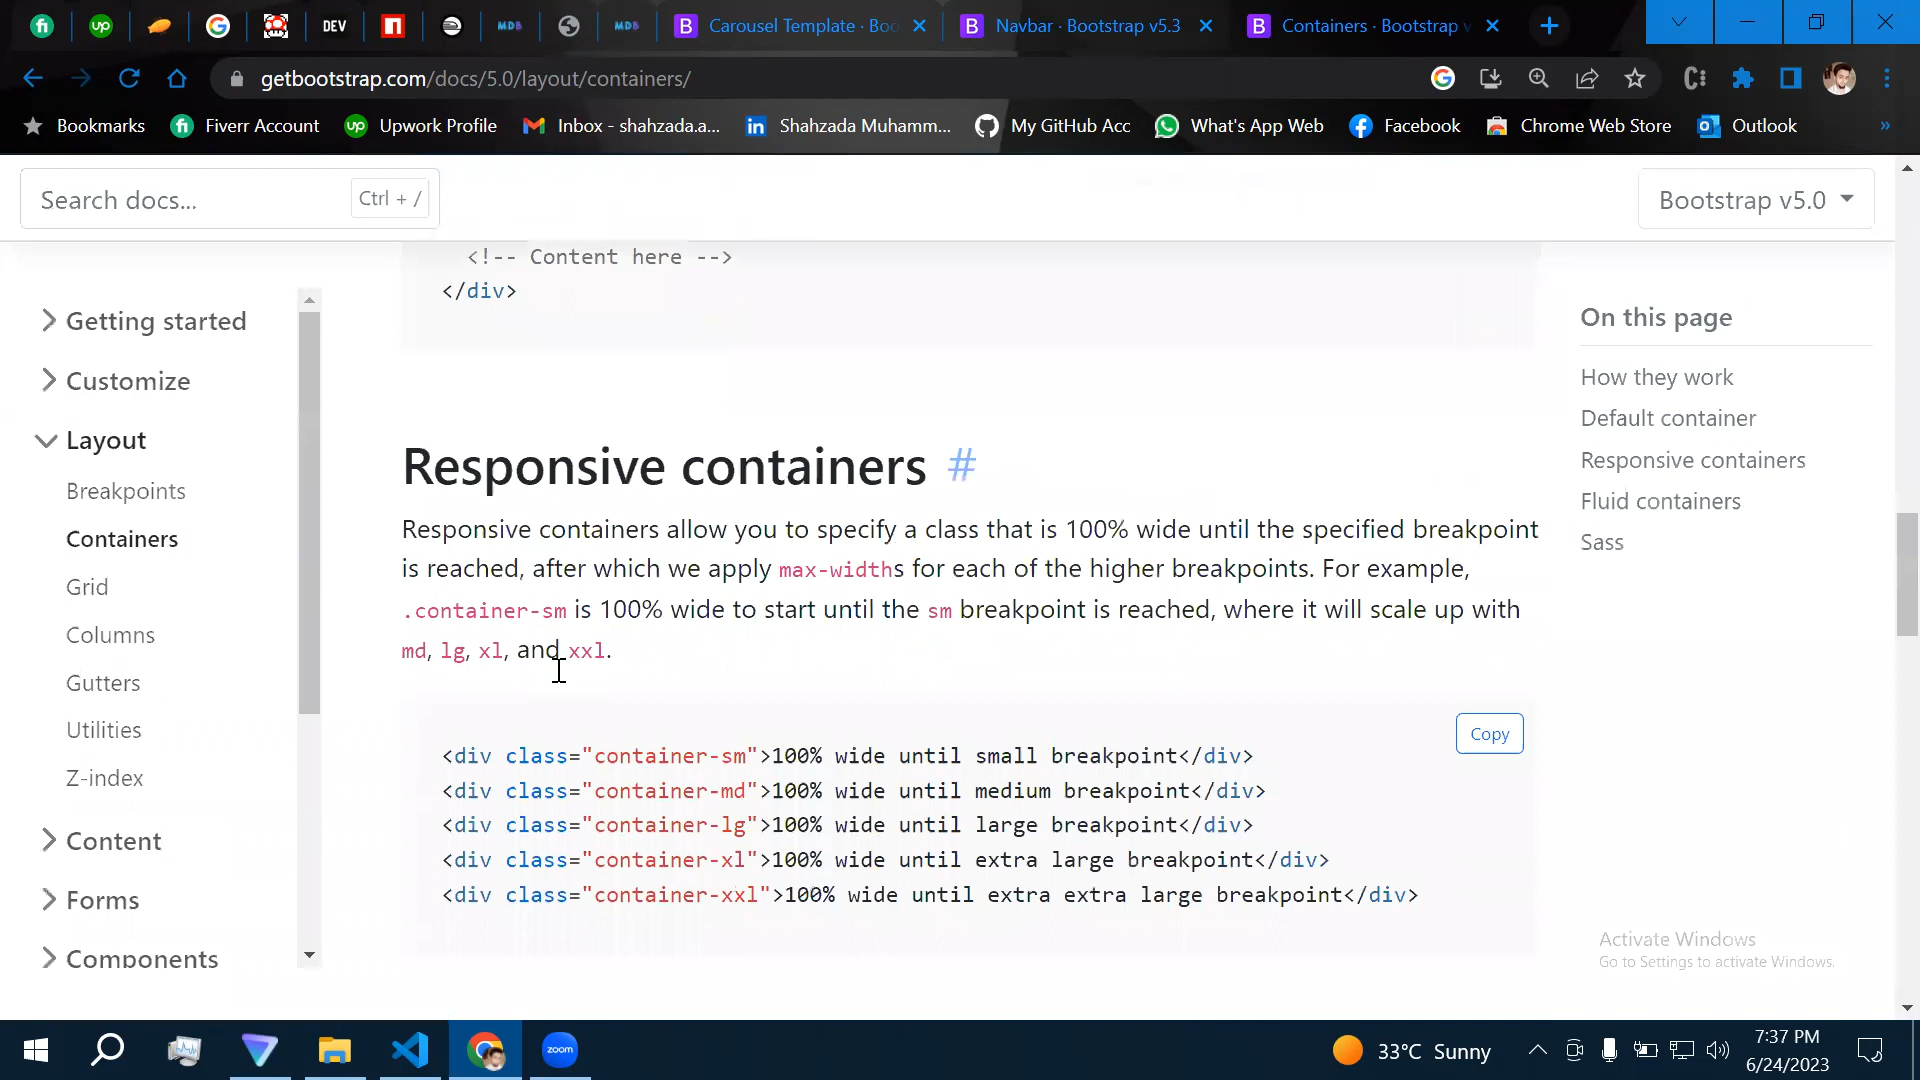 DEV
MDB
MDB
Carousel Template · Boo
Navbar · Bootstrap v5.3
Containers · Bootstrap v
getbootstrap.com/docs/5.0/layout/containers/
Bookmarks
Fiverr Account
Upwork Profile
Inbox - shahzada.a...
Shahzada Muhamm...
My GitHub Acc
What's App Web
Facebook
Chrome Web Store
Outlook
»
Search docs...
Ctrl + /
Bootstrap v5.0
Getting started
Customize
Layout
Breakpoints
Containers
Grid
Columns
Gutters
Utilities
Z-index
Content
Forms
Components
<!-- Content here -->
</div>
Responsive containers #
Responsive containers allow you to specify a class that is 100% wide until the specified breakpoint
is reached, after which we apply max-widths for each of the higher breakpoints. For example,
.container-sm is 100% wide to start until the sm breakpoint is reached, where it will scale up with
md, lg, xl, and xxl.
Copy
<div class="container-sm">100% wide until small breakpoint</div>
<div class="container-md">100% wide until medium breakpoint</div>
<div class="container-lg">100% wide until large breakpoint</div>
<div class="container-xl">100% wide until extra large breakpoint</div>
<div class="container-xxl">100% wide until extra extra large breakpoint</div>
On this page
How they work
Default container
Responsive containers
Fluid containers
Sass
Activate Windows
Go to Settings to activate Windows.
zoom
33°C Sunny
7:37 PM
6/24/2023